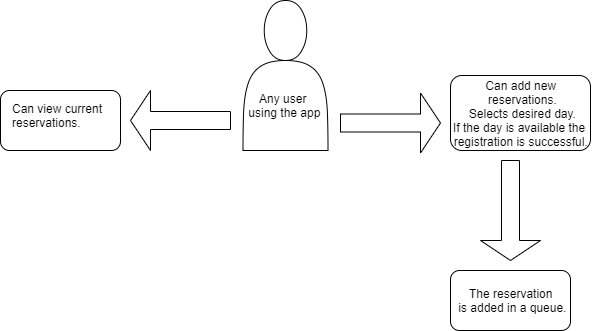 Any user
using the app
Can view current
reservations.
Can add new
reservations.
Selects desired day.
If the day is available the
registration is successful.
The reservation
is added in a queue.